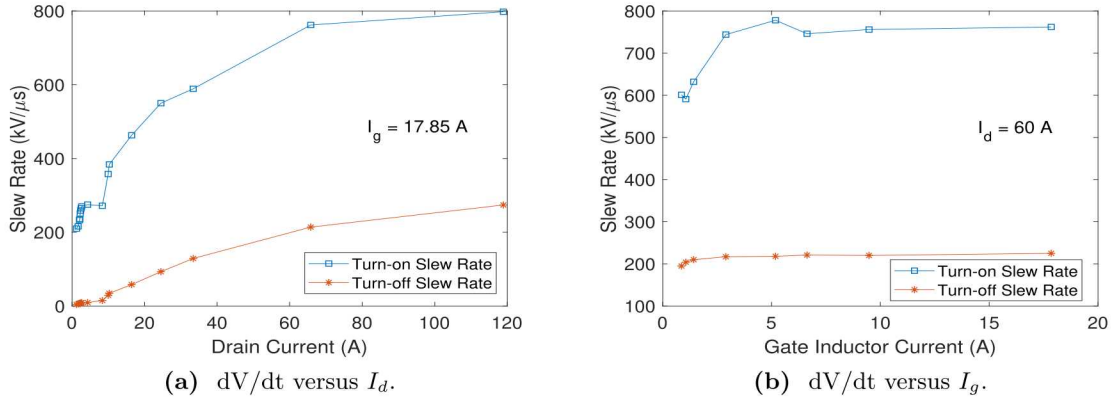 800
600
400
200
0
Slew Rate (kV/μs)
I_g = 17.85 A
Turn-on Slew Rate
Turn-off Slew Rate
0 20 40 60 80 100 120
Drain Current (A)
(a) dV/dt versus I_d.
800
700
600
500
400
300
200
100
Slew Rate (kV/μs)
I_d = 60 A
Turn-on Slew Rate
Turn-off Slew Rate
0 5 10 15 20
Gate Inductor Current (A)
(b) dV/dt versus I_g.